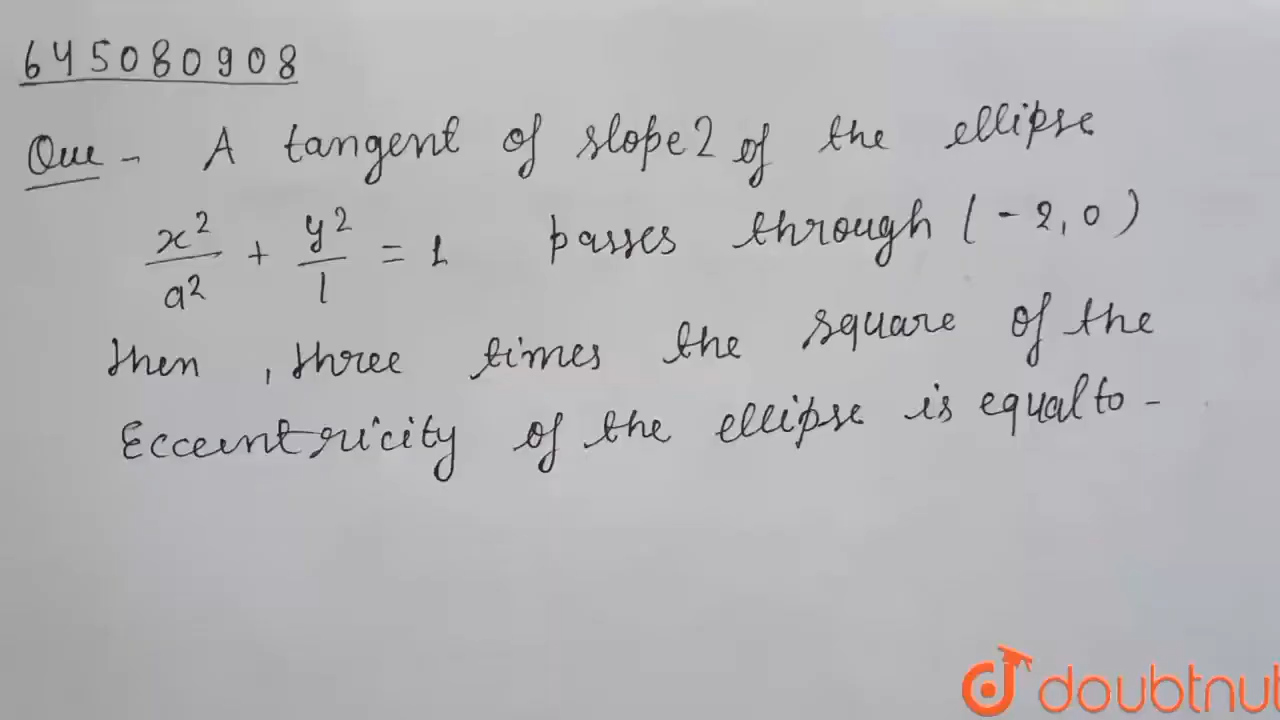 645080908
Que - A tangent of slope 2 of the ellipse
x²/a² + y²/1 = 1 passes through (-2,0)
then, three times the square of the
Eccentricity of the ellipse is equal to -
doubtnut